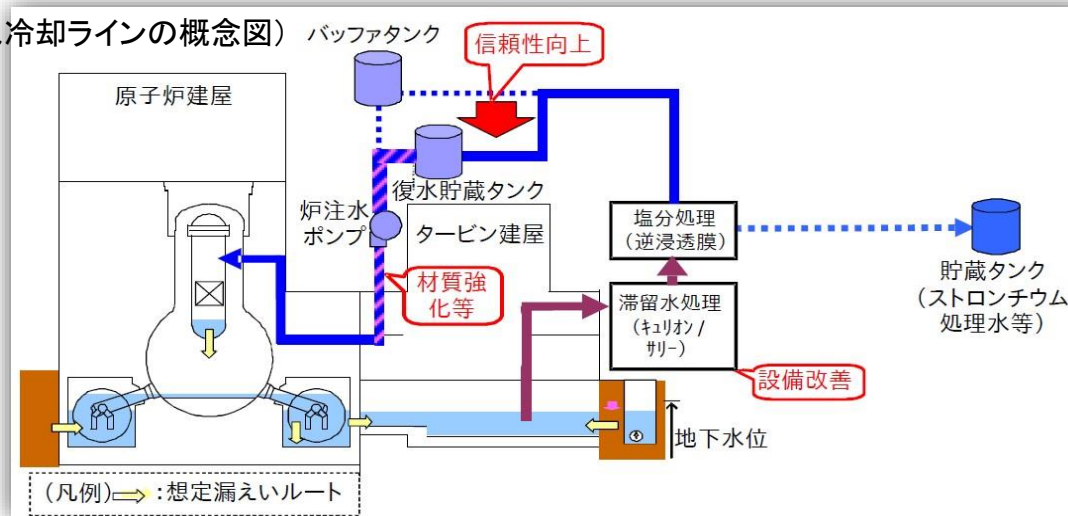 冷却ラインの概念図）
バッファタンク
信頼性向上
原子炉建屋
復水貯蔵タンク
炉注水
ポンプ
タービン建屋
塩分処理
（逆浸透膜）
貯蔵タンク
（ストロンチウム
処理水等）
材質強
化等
滞留水処理
（ｷｭﾘｵﾝ /
ｻﾘｰ）
設備改善
地下水位
（凡例）：想定漏えいルート